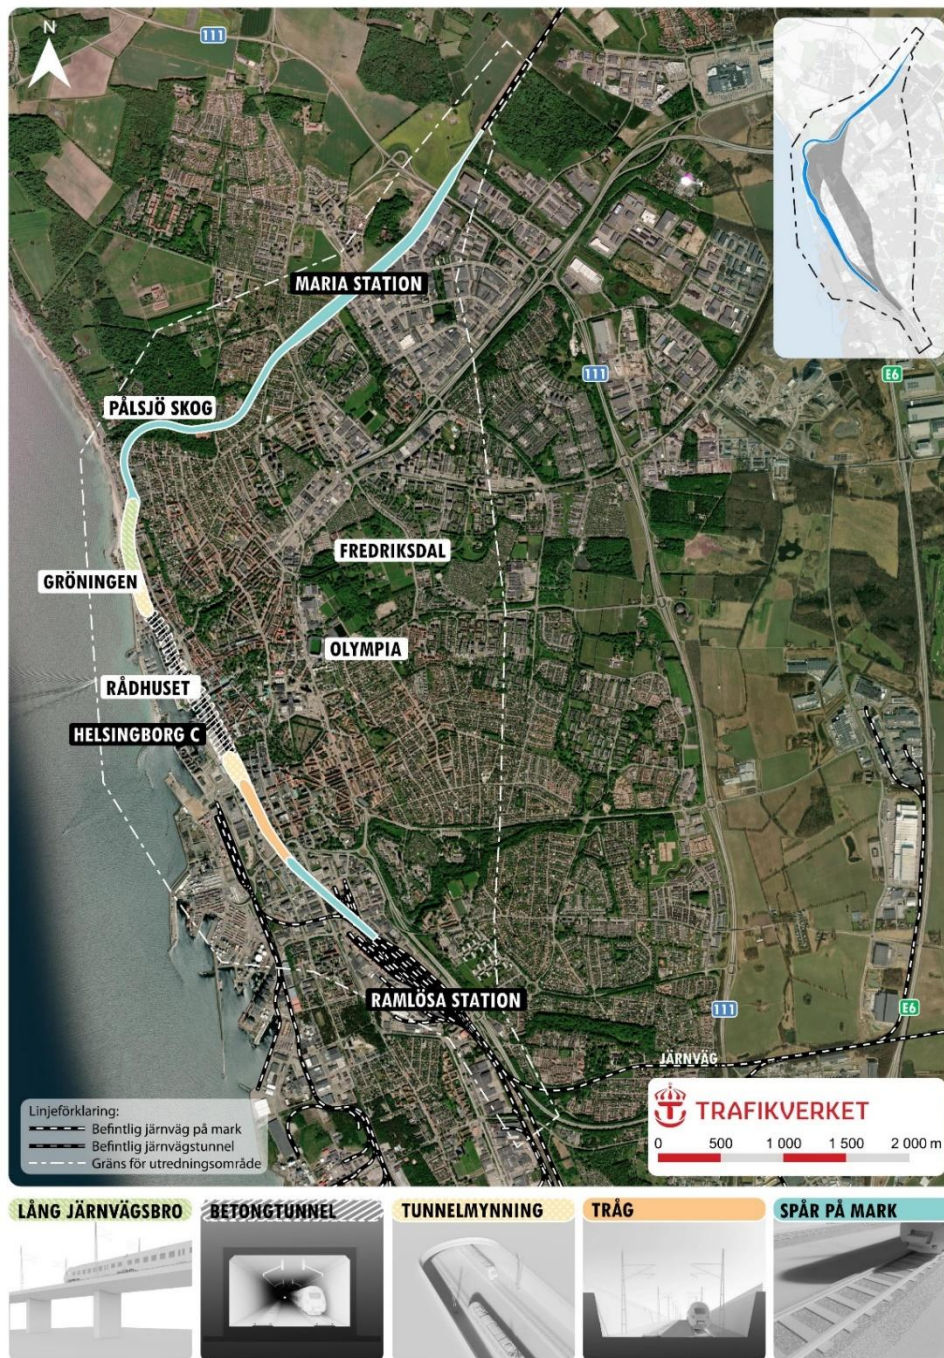 N
111
MARIA STATION
111
E6
PÅLSJÖ SKOG
FREDRIKSDAL
GRÖNINGEN
OLYMPIA
RÅDHUSET
HELSINGBORG C
RAMLÖSA STATION
111
E6
JÄRNVÄG
Linjeförklaring:
Befintlig järnväg på mark
Befintlig järnvägstunnel
Gräns för utredningsområde
TRAFIKVERKET
0 500 1 000 1 500 2 000 m
LÅNG JÄRNVÄGSBRO
BETONGTUNNEL
TUNNELMYNNING
TRÅG
SPÅR PÅ MARK